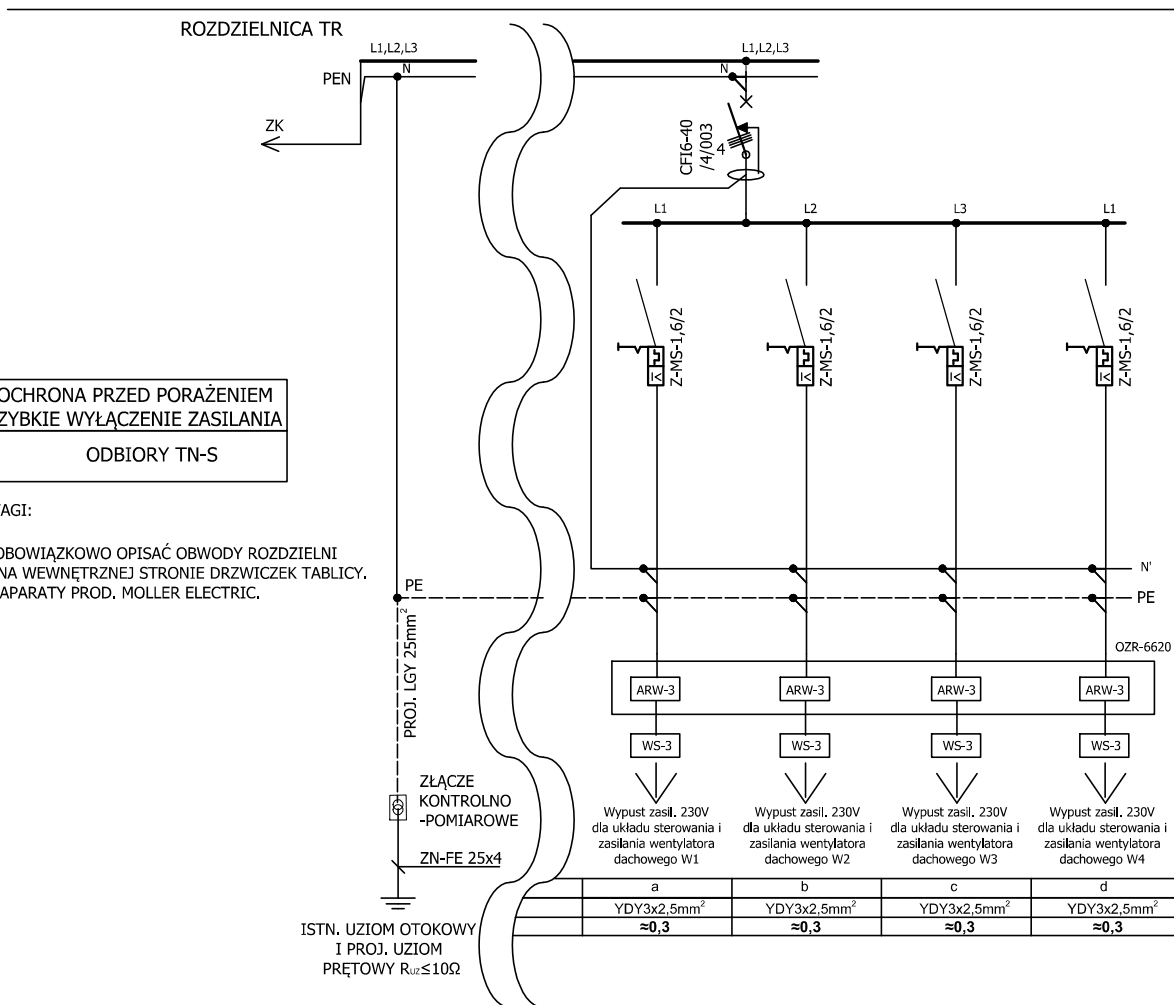 ROZDZIELNICA TR
L1,L2,L3
N
PEN
ZK
L1,L2,L3
N
CFI6-40
/4/003
4
L1
L2
L3
L1
Z-MS-1,6/2
Z-MS-1,6/2
Z-MS-1,6/2
Z-MS-1,6/2
I>
I>
I>
I>
OCHRONA PRZED PORAŻENIEM
ZYBKIE WYŁĄCZENIE ZASILANIA
ODBIORY TN-S
AGI:
OBOWIĄZKOWO OPISAĆ OBWODY ROZDZIELNI
NA WEWNĘTRZNEJ STRONIE DRZWICZEK TABLICY.
APARATY PROD. MOLLER ELECTRIC.
N'
PE
PE
PROJ. LGY 25mm²
OZR-6620
ARW-3
ARW-3
ARW-3
ARW-3
WS-3
WS-3
WS-3
WS-3
ZŁĄCZE
KONTROLNO
-POMIAROWE
ZN-FE 25x4
ISTN. UZIOM OTOKOWY
I PROJ. UZIOM
PRĘTOWY Ruz≤10Ω
Wypust zasil. 230V
dla układu sterowania i
zasilania wentylatora
dachowego W1
Wypust zasil. 230V
dla układu sterowania i
zasilania wentylatora
dachowego W2
Wypust zasil. 230V
dla układu sterowania i
zasilania wentylatora
dachowego W3
Wypust zasil. 230V
dla układu sterowania i
zasilania wentylatora
dachowego W4
a b c d
YDY3x2,5mm² YDY3x2,5mm² YDY3x2,5mm² YDY3x2,5mm²
≈0,3 ≈0,3 ≈0,3 ≈0,3